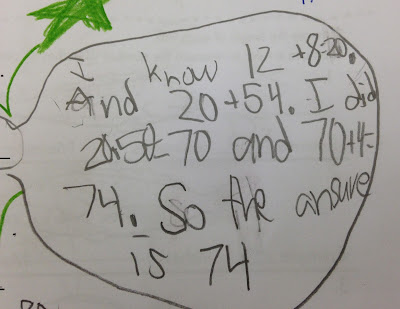 I know 12 +8=20.
And 20+54. I did
20+50=70 and 70+4=
74. So the ansure
is 74